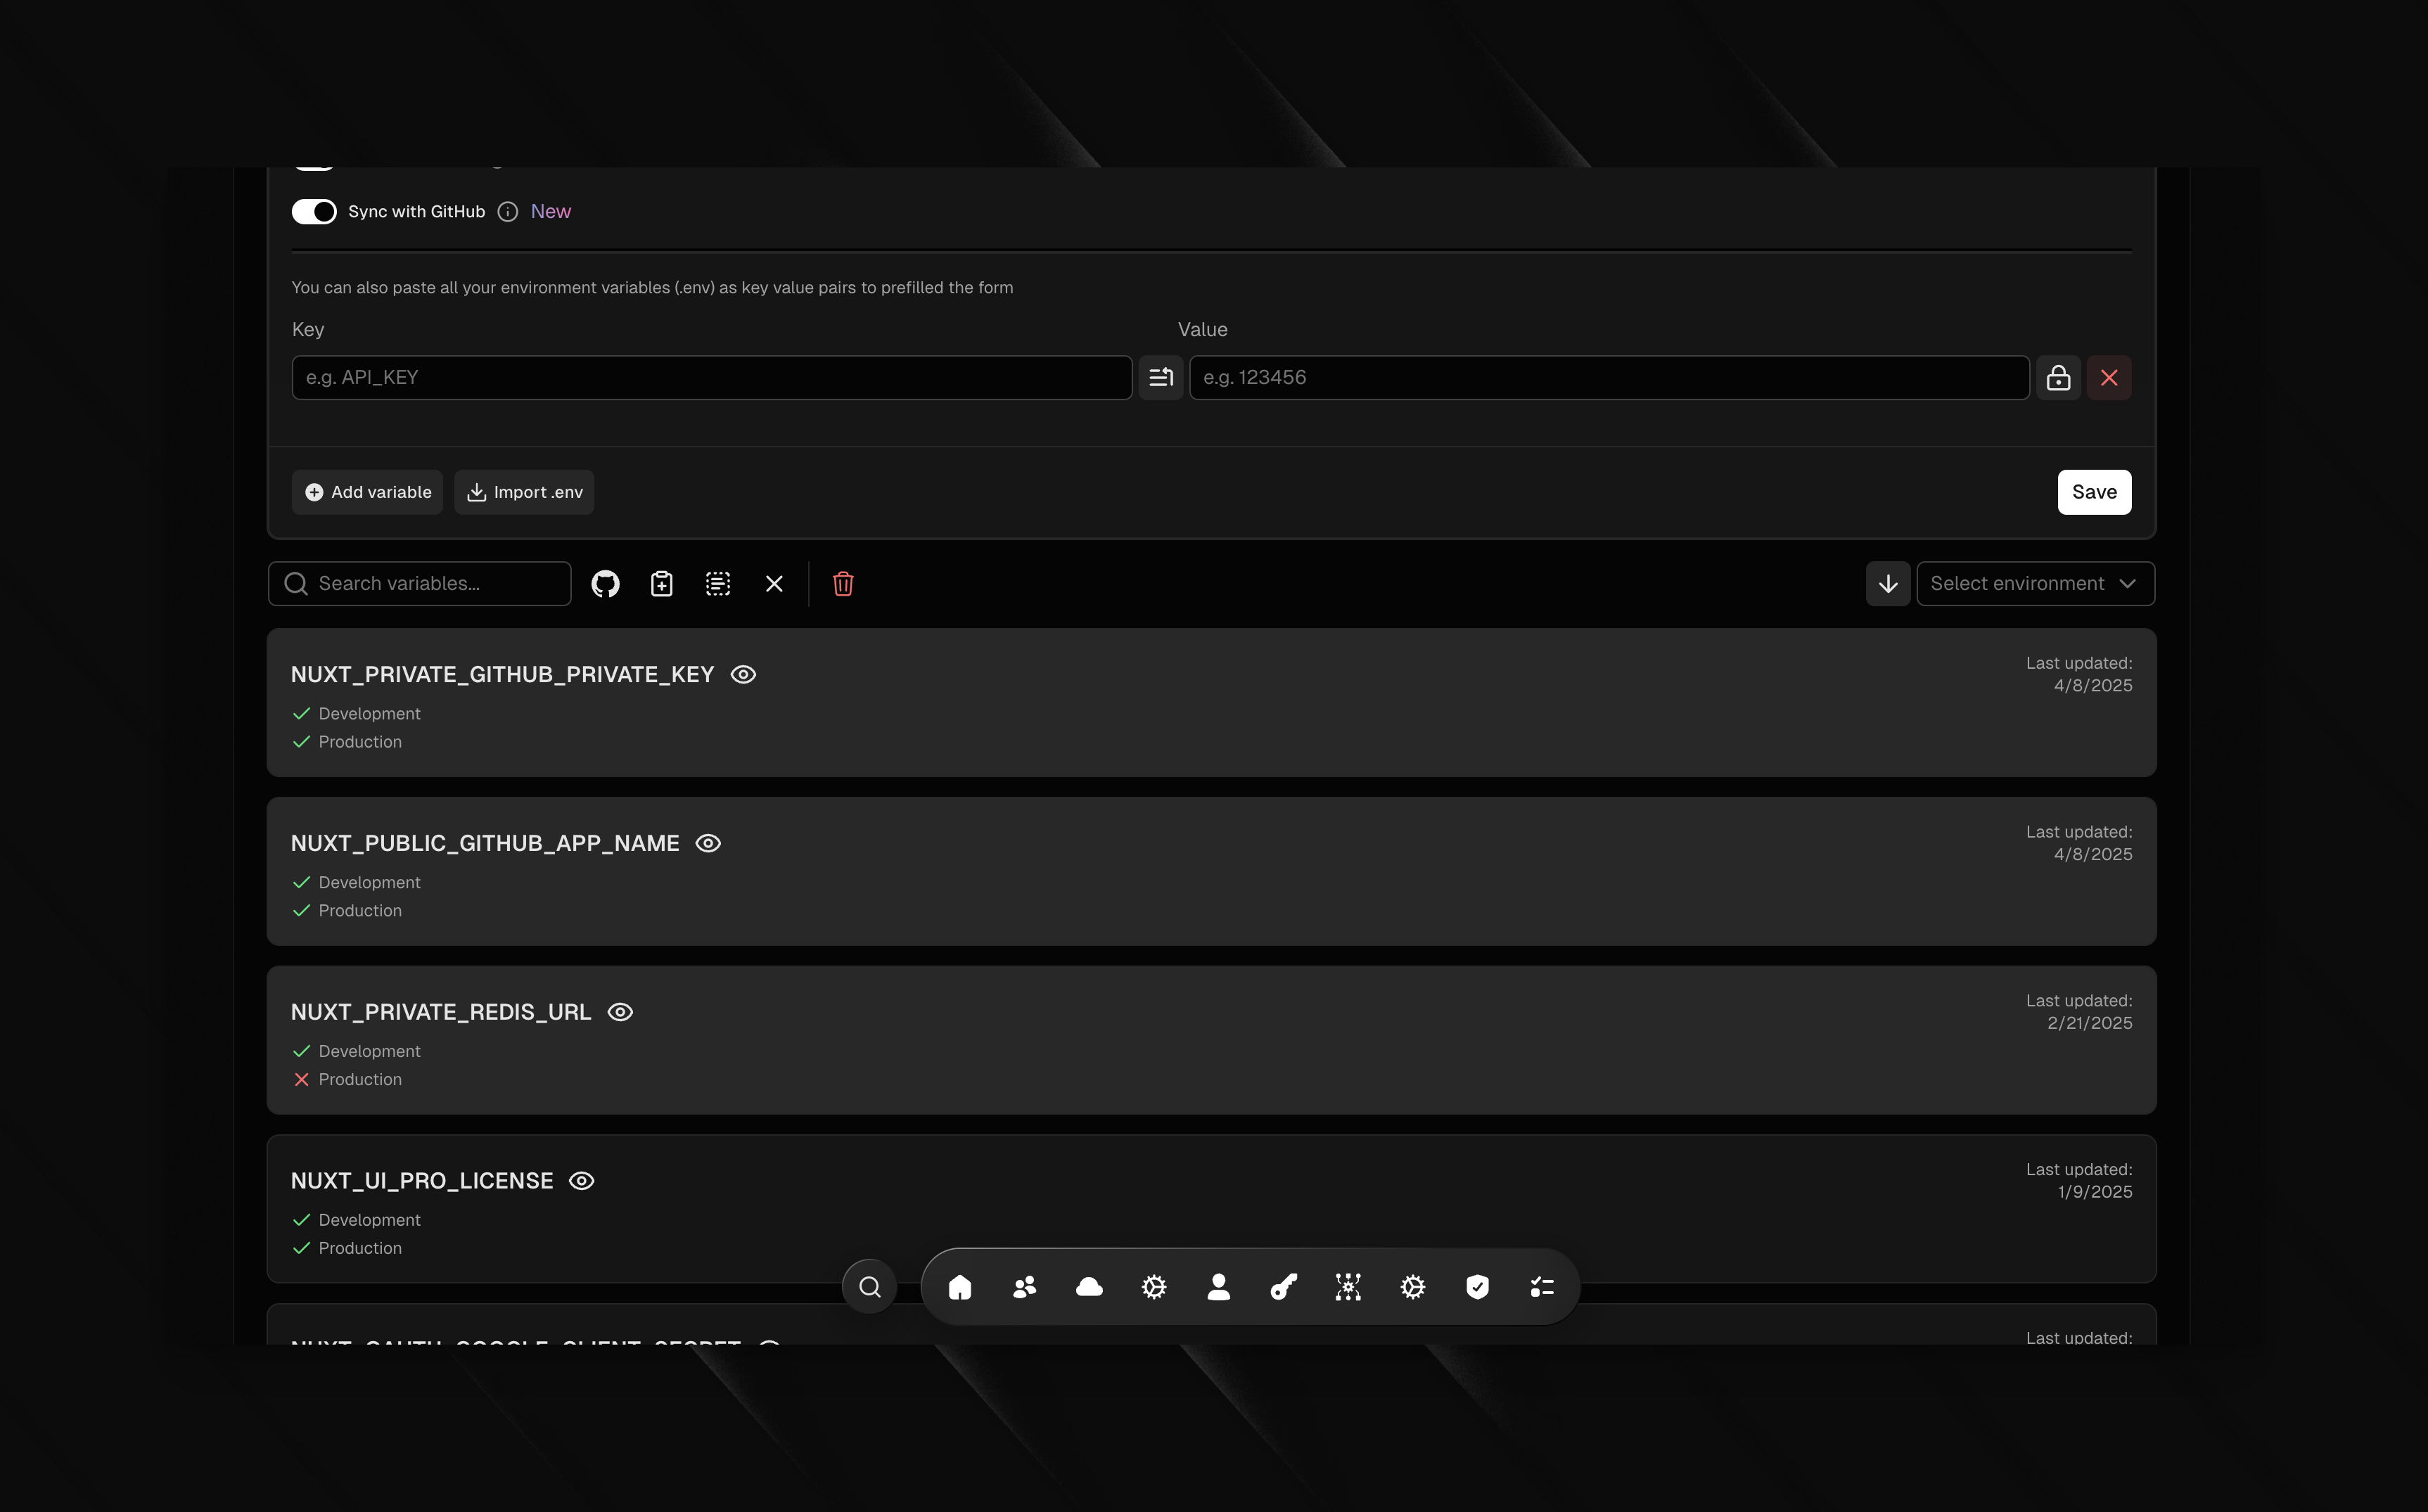 Sync with GitHub New
You can also paste all your environment variables (.env) as key value pairs to prefilled the form
Key Value
e.g. API_KEY e.g. 123456
Add variable Import .env Save
Search variables... Select environment
NUXT_PRIVATE_GITHUB_PRIVATE_KEY Last updated:
4/8/2025
Development
Production
NUXT_PUBLIC_GITHUB_APP_NAME Last updated:
4/8/2025
Development
Production
NUXT_PRIVATE_REDIS_URL Last updated:
2/21/2025
Development
Production
NUXT_UI_PRO_LICENSE Last updated:
1/9/2025
Development
Production
NUXT_OAUTH_GOOGLE_CLIENT_SECRET Last updated: